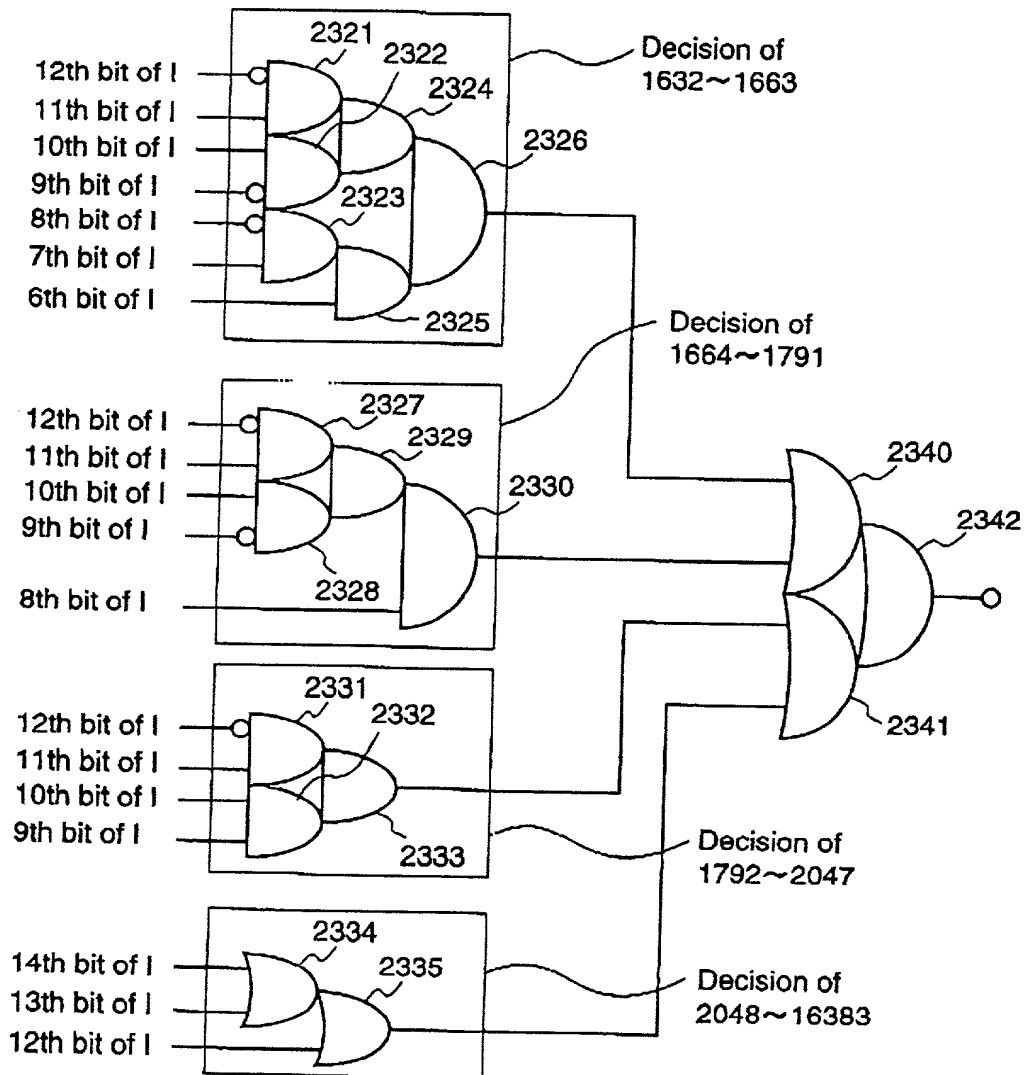 2321
2322
12th bit of I
Decision of
1632~1663
2324
11th bit of I
10th bit of I
2326
9th bit of I
2323
8th bit of I
7th bit of I
6th bit of I
2325
Decision of
1664~1791
2327
12th bit of I
2329
11th bit of I
2330
10th bit of I
9th bit of I
2328
8th bit of I
2340
2342
2331
2332
12th bit of I
11th bit of I
10th bit of I
9th bit of I
2333
2341
Decision of
1792~2047
2334
14th bit of I
2335
13th bit of I
12th bit of I
Decision of
2048~16383